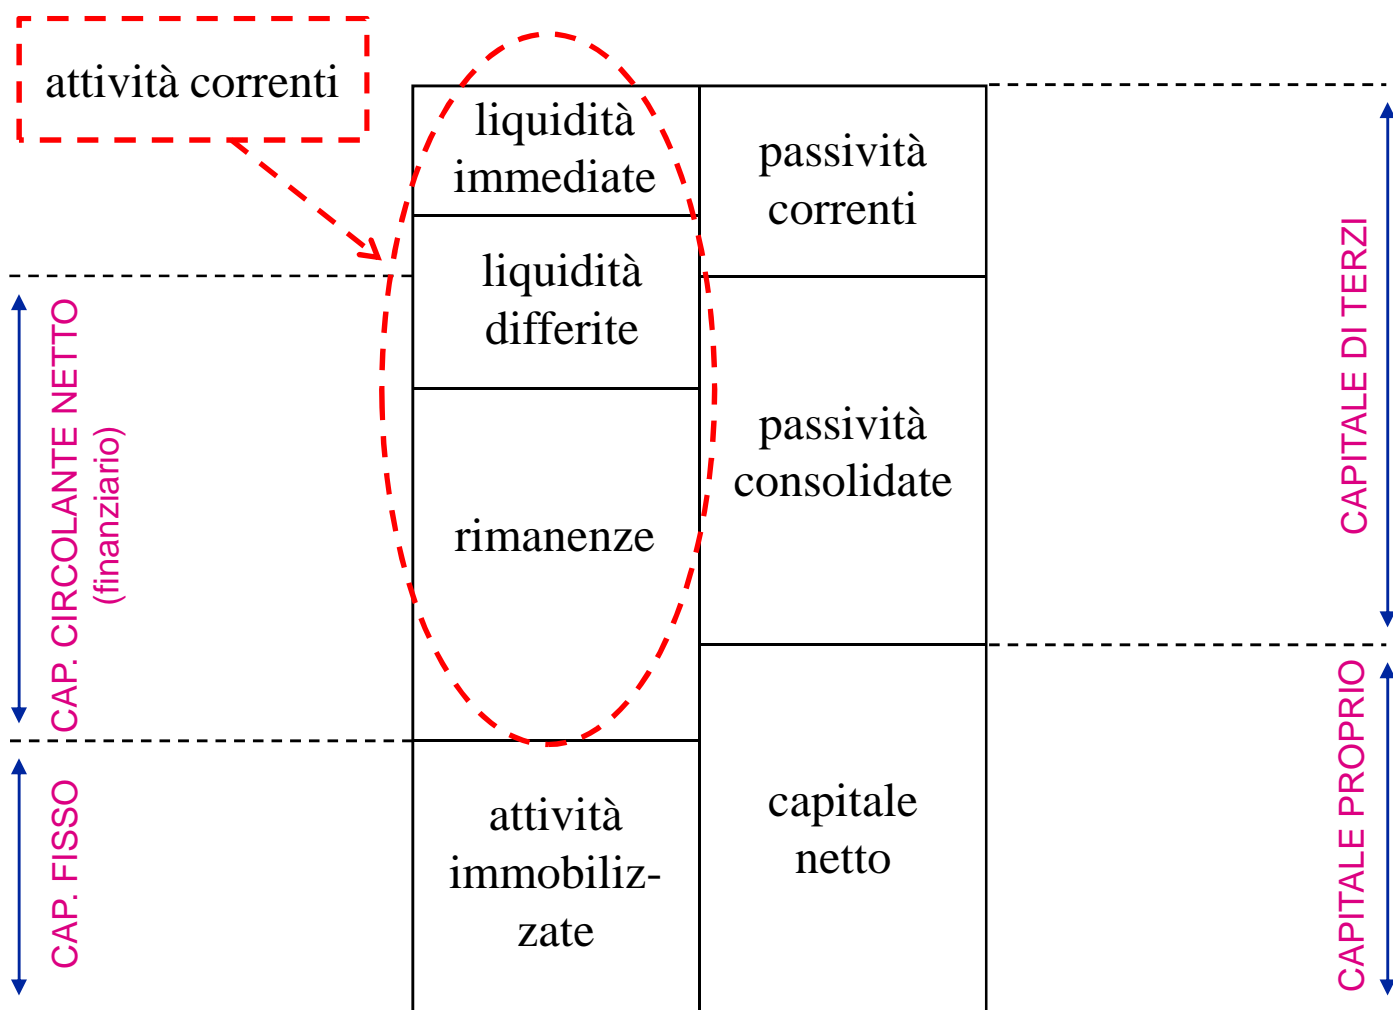 attività correnti
liquidità
immediate
liquidità
differite
rimanenze
attività
immobiliz-
zate
passività
correnti
passività
consolidate
capitale
netto
CAP. CIRCOLANTE NETTO
(finanziario)
CAP. FISSO
CAPITALE DI TERZI
CAPITALE PROPRIO